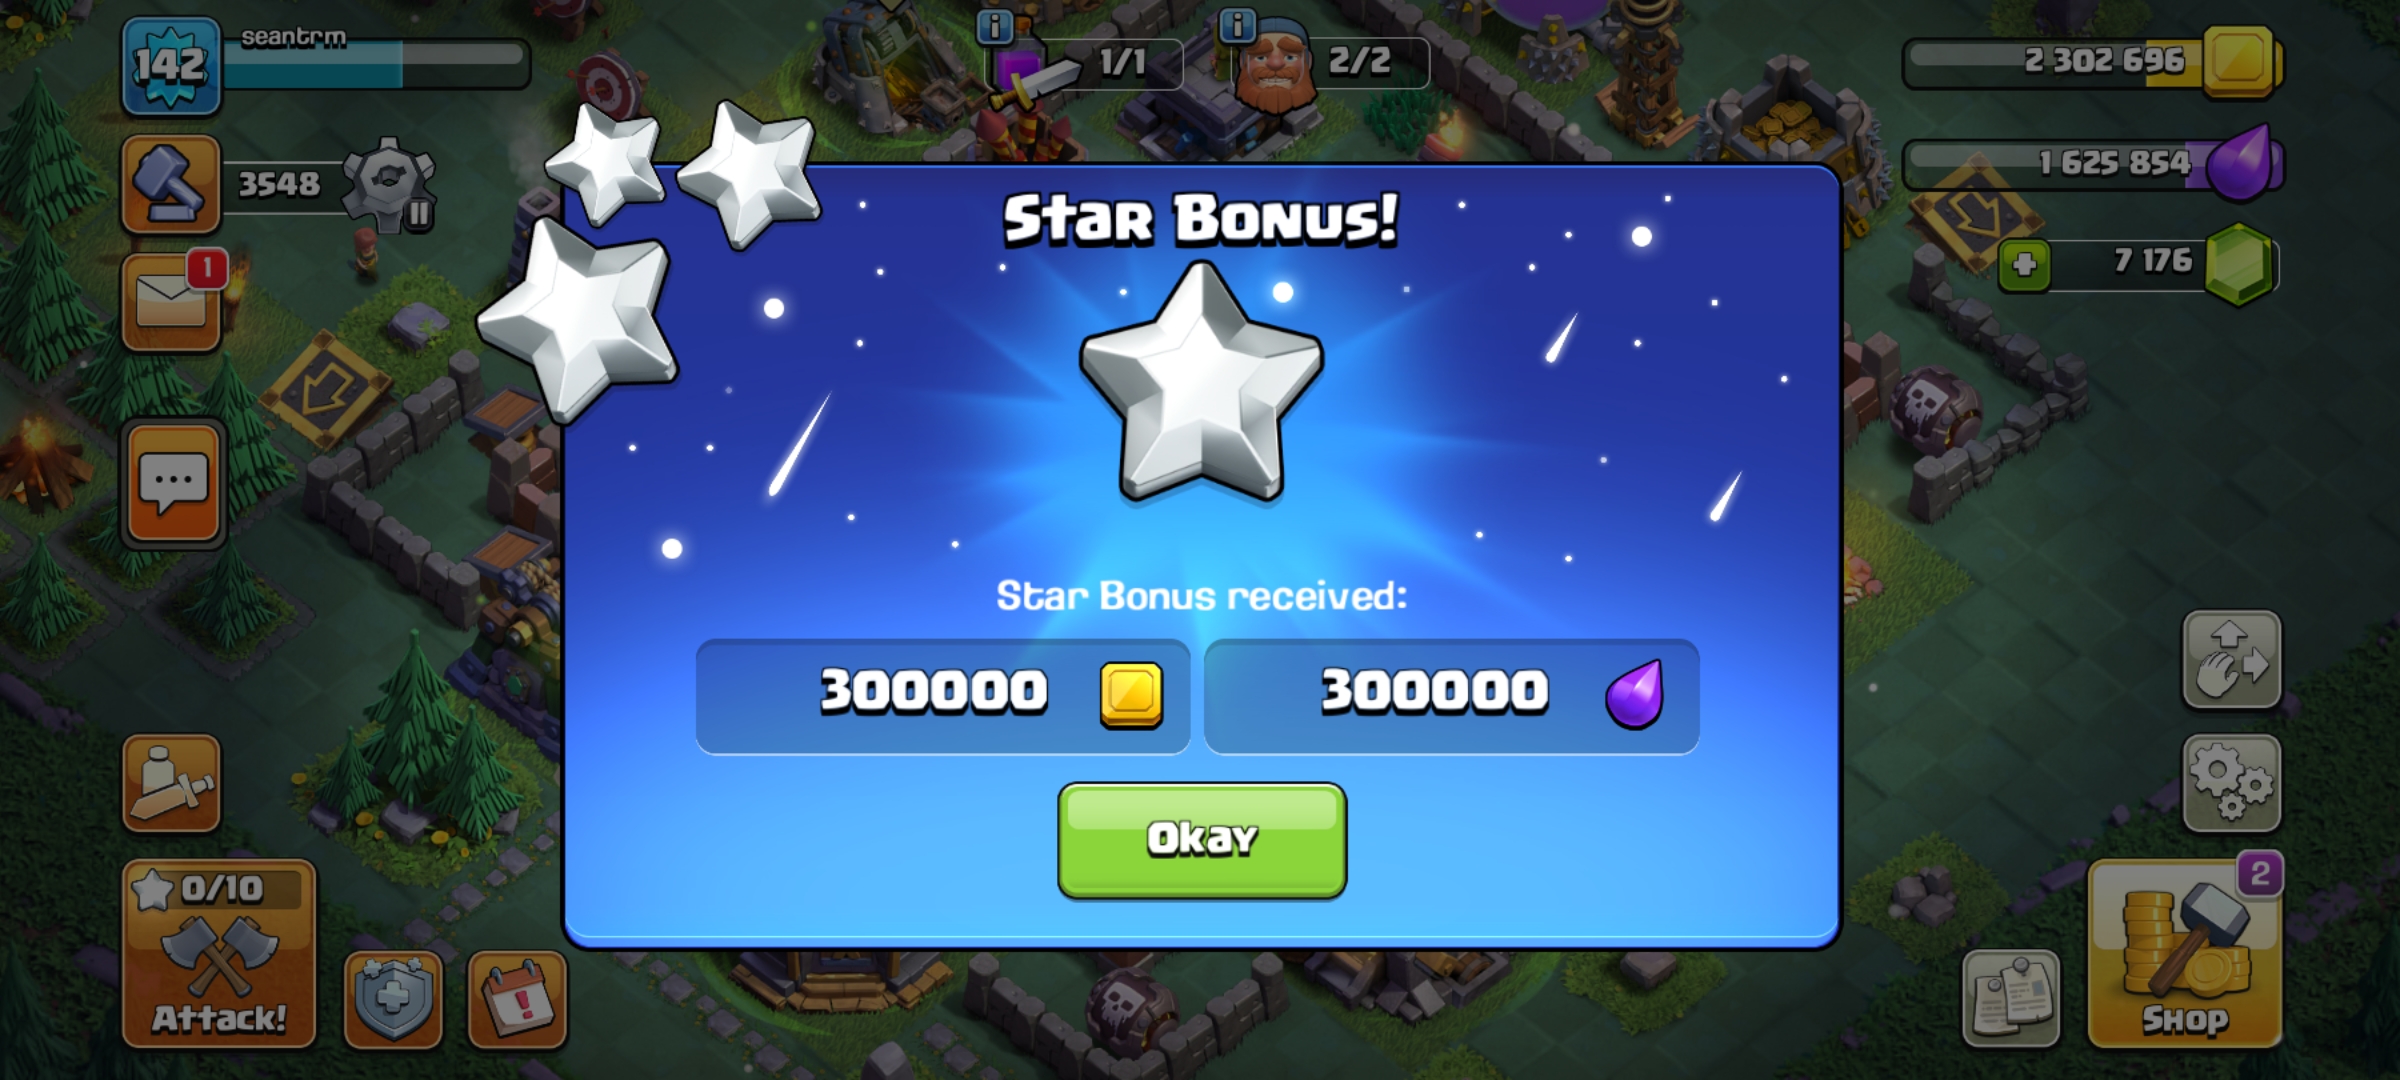 142
seantrm
1/1
2/2
2 302 696
3548
1 625 854
1
7 176
Star Bonus!
Star Bonus received:
300000
300000
Okay
0/10
Attack!
2
Shop